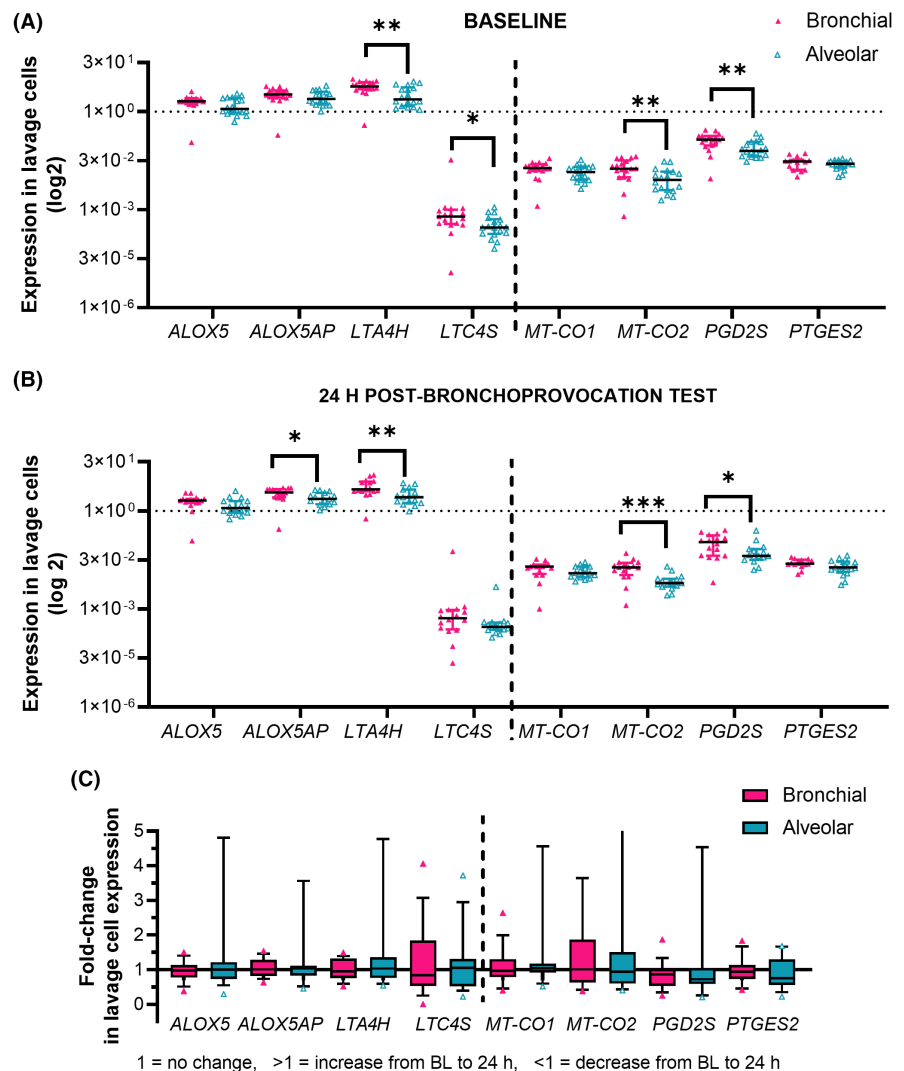 (A)
BASELINE
Bronchial
Alveolar
Expression in lavage cells
(log2)
3×10¹
1×10⁰
3×10⁻²
1×10⁻³
3×10⁻⁵
1×10⁻⁶
**
*
**
**
ALOX5 ALOX5AP LTA4H LTC4S MT-CO1 MT-CO2 PGD2S PTGES2
(B)
24 H POST-BRONCHOPROVOCATION TEST
Expression in lavage cells
(log 2)
3×10¹
1×10⁰
3×10⁻²
1×10⁻³
3×10⁻⁵
1×10⁻⁶
*
**
***
*
ALOX5 ALOX5AP LTA4H LTC4S MT-CO1 MT-CO2 PGD2S PTGES2
(C)
Bronchial
Alveolar
Fold-change
in lavage cell expression
5
4
3
2
1
0
ALOX5 ALOX5AP LTA4H LTC4S MT-CO1 MT-CO2 PGD2S PTGES2
1 = no change, >1 = increase from BL to 24 h, <1 = decrease from BL to 24 h